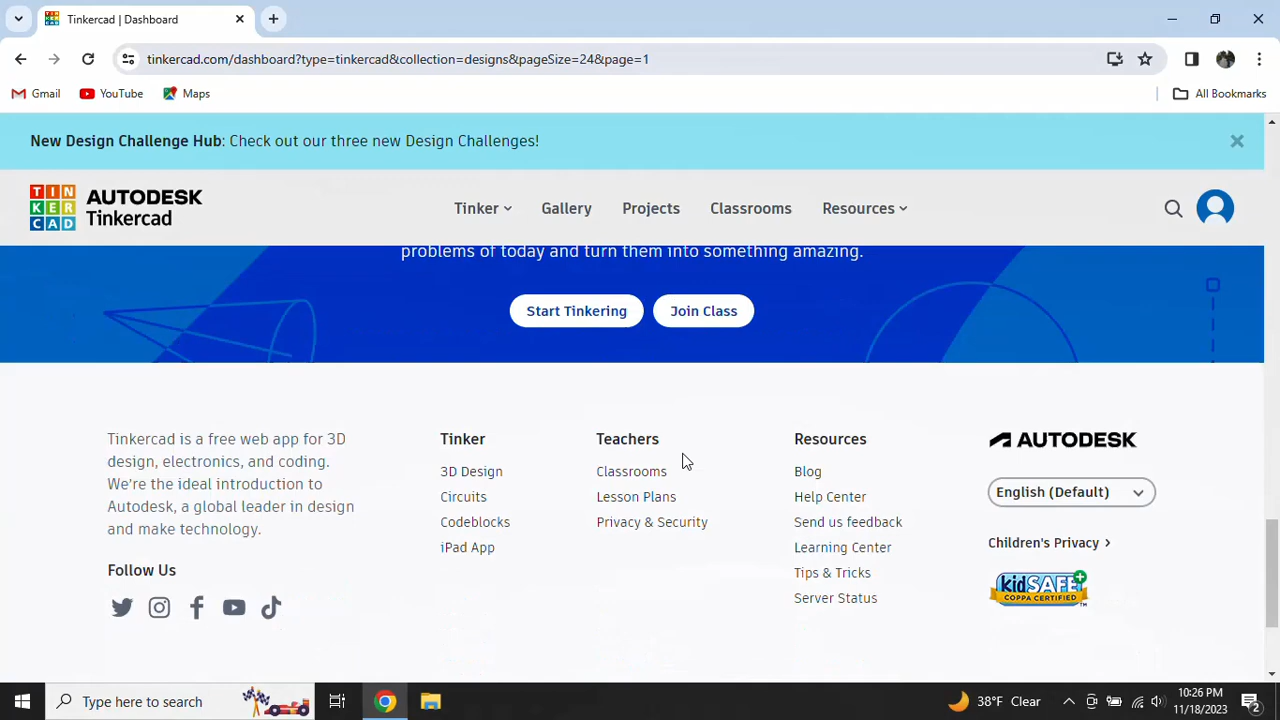 Tinkercad | Dashboard
tinkercad.com/dashboard?type=tinkercad&collection=designs&pageSize=24&page=1
Gmail YouTube Maps All Bookmarks
New Design Challenge Hub: Check out our three new Design Challenges!
TINKERCAD AUTODESK Tinkercad
Tinker Gallery Projects Classrooms Resources
problems of today and turn them into something amazing.
Start Tinkering Join Class
Tinkercad is a free web app for 3D
design, electronics, and coding.
We're the ideal introduction to
Autodesk, a global leader in design
and make technology.
Follow Us
Tinker
3D Design
Circuits
Codeblocks
iPad App
Teachers
Classrooms
Lesson Plans
Privacy & Security
Resources
Blog
Help Center
Send us feedback
Learning Center
Tips & Tricks
Server Status
AUTODESK
English (Default)
Children's Privacy
kidSAFE
COPPA CERTIFIED
Type here to search
38°F Clear
10:26 PM
11/18/2023
2